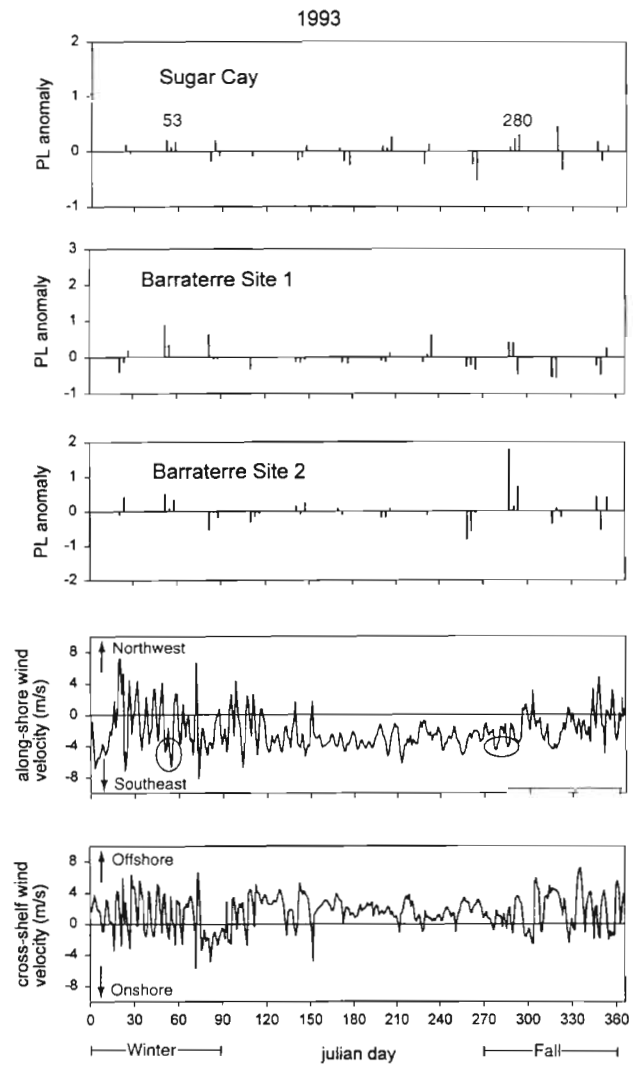 1993
2
1
0
-1
PL anomaly
Sugar Cay
53
280
3
2
1
0
-1
PL anomaly
Barraterre Site 1
2
1
0
-1
-2
PL anomaly
Barraterre Site 2
8
4
0
-4
-8
along-shore wind
velocity (m/s)
Northwest
Southeast
8
4
0
-4
-8
cross-shelf wind
velocity (m/s)
Offshore
Onshore
0 30 60 90 120 150 180 210 240 270 300 330 360
Winter julian day Fall